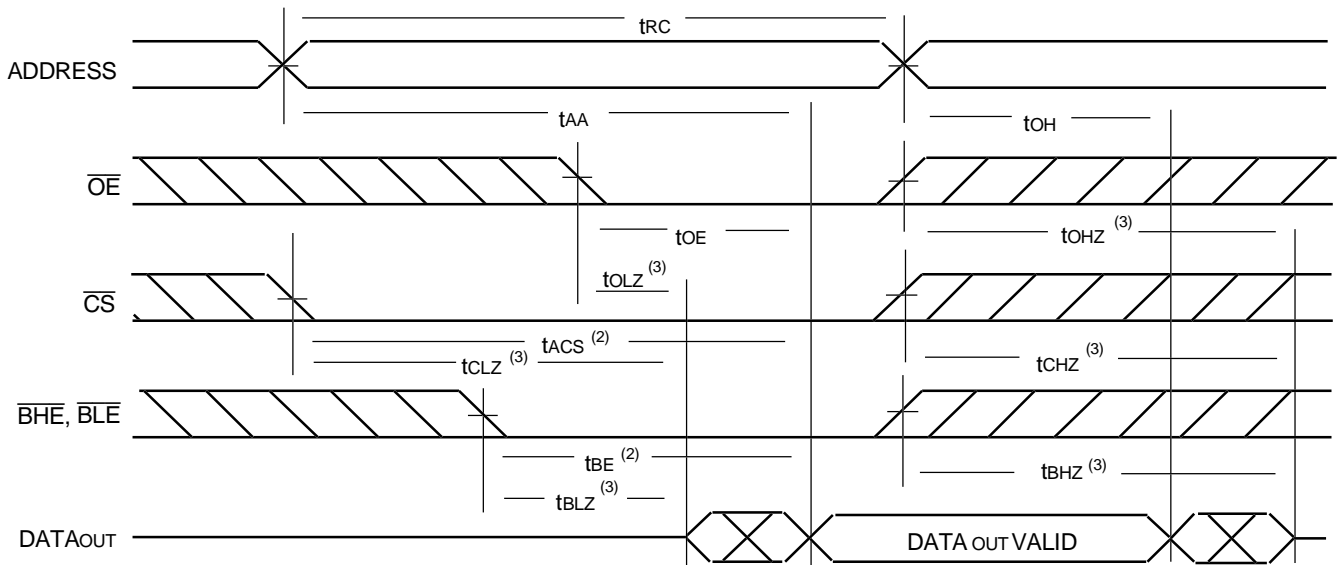 tRC
ADDRESS
tAA
tOH
OE
tOE
tOHZ (3)
tOLZ (3)
CS
tACS (2)
tCLZ (3)
tCHZ (3)
BHE, BLE
tBE (2)
tBHZ (3)
tBLZ (3)
DATAOUT
DATA OUT VALID